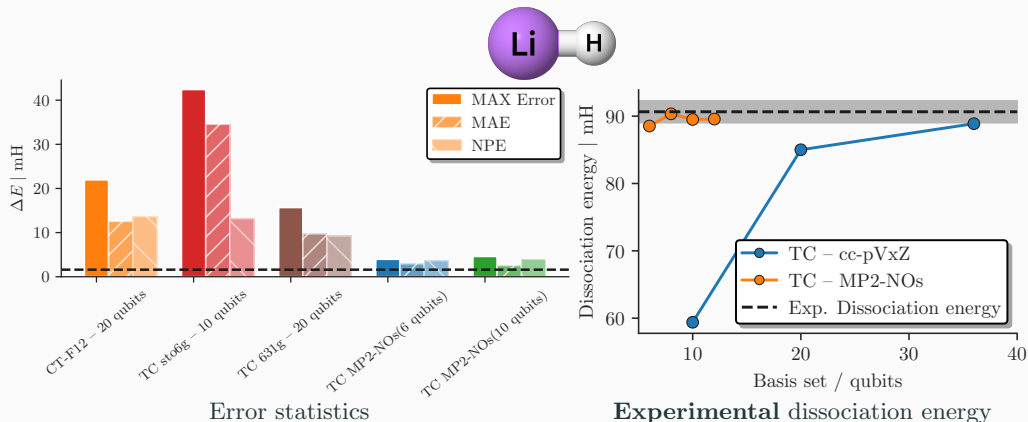 Li
H
40
30
20
10
0
ΔE | mH
MAX Error
MAE
NPE
CT-F12 – 20 qubits
TC sto6g – 10 qubits
TC 631g – 20 qubits
TC MP2-NOs(6 qubits)
TC MP2-NOs(10 qubits)
Error statistics
90
80
70
60
Dissociation energy | mH
TC – cc-pVxZ
TC – MP2-NOs
Exp. Dissociation energy
10
20
30
40
Basis set / qubits
Experimental dissociation energy